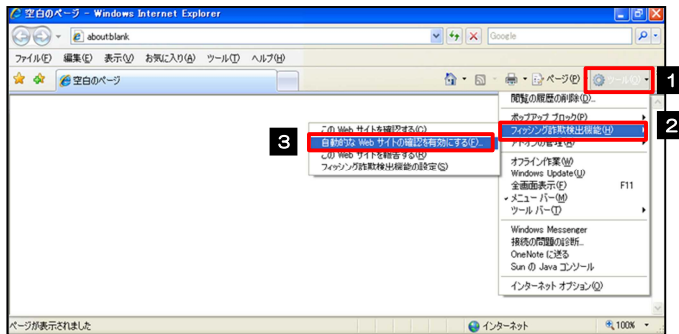 空白のページ - Windows Internet Explorer
about:blank
Google
ファイル(F) 編集(E) 表示(V) お気に入り(A) ツール(T) ヘルプ(H)
空白のページ
ページ(P)
ツール(O)
1
閲覧の履歴の削除(D)...
ポップアップ ブロック(P)
フィッシング詐欺検出機能(H)
2
アドオンの管理(A)
この Web サイトを確認する(C)
3
自動的な Web サイトの確認を有効にする(F)...
この Web サイトを報告する(R)
フィッシング詐欺検出機能の設定(S)
オフライン作業(W)
Windows Update(U)
全画面表示(F) F11
メニュー バー(M)
ツール バー(T)
Windows Messenger
接続の問題の診断...
OneNote に送る
Sun の Java コンソール
インターネット オプション(O)
ページが表示されました
インターネット
100%